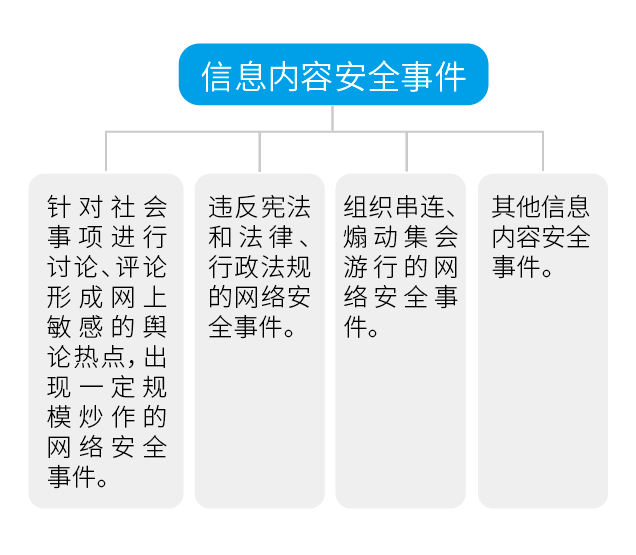 信息内容安全事件
针对社会
事项进行
讨论、评论
形成网上
敏感的舆
论热点，出
现一定规
模炒作的
网络安全
事件。
违反宪法
和法律、
行政法规
的网络安
全事件。
组织串连、
煽动集会
游行的网
络安全事
件。
其他信息
内容安全
事件。